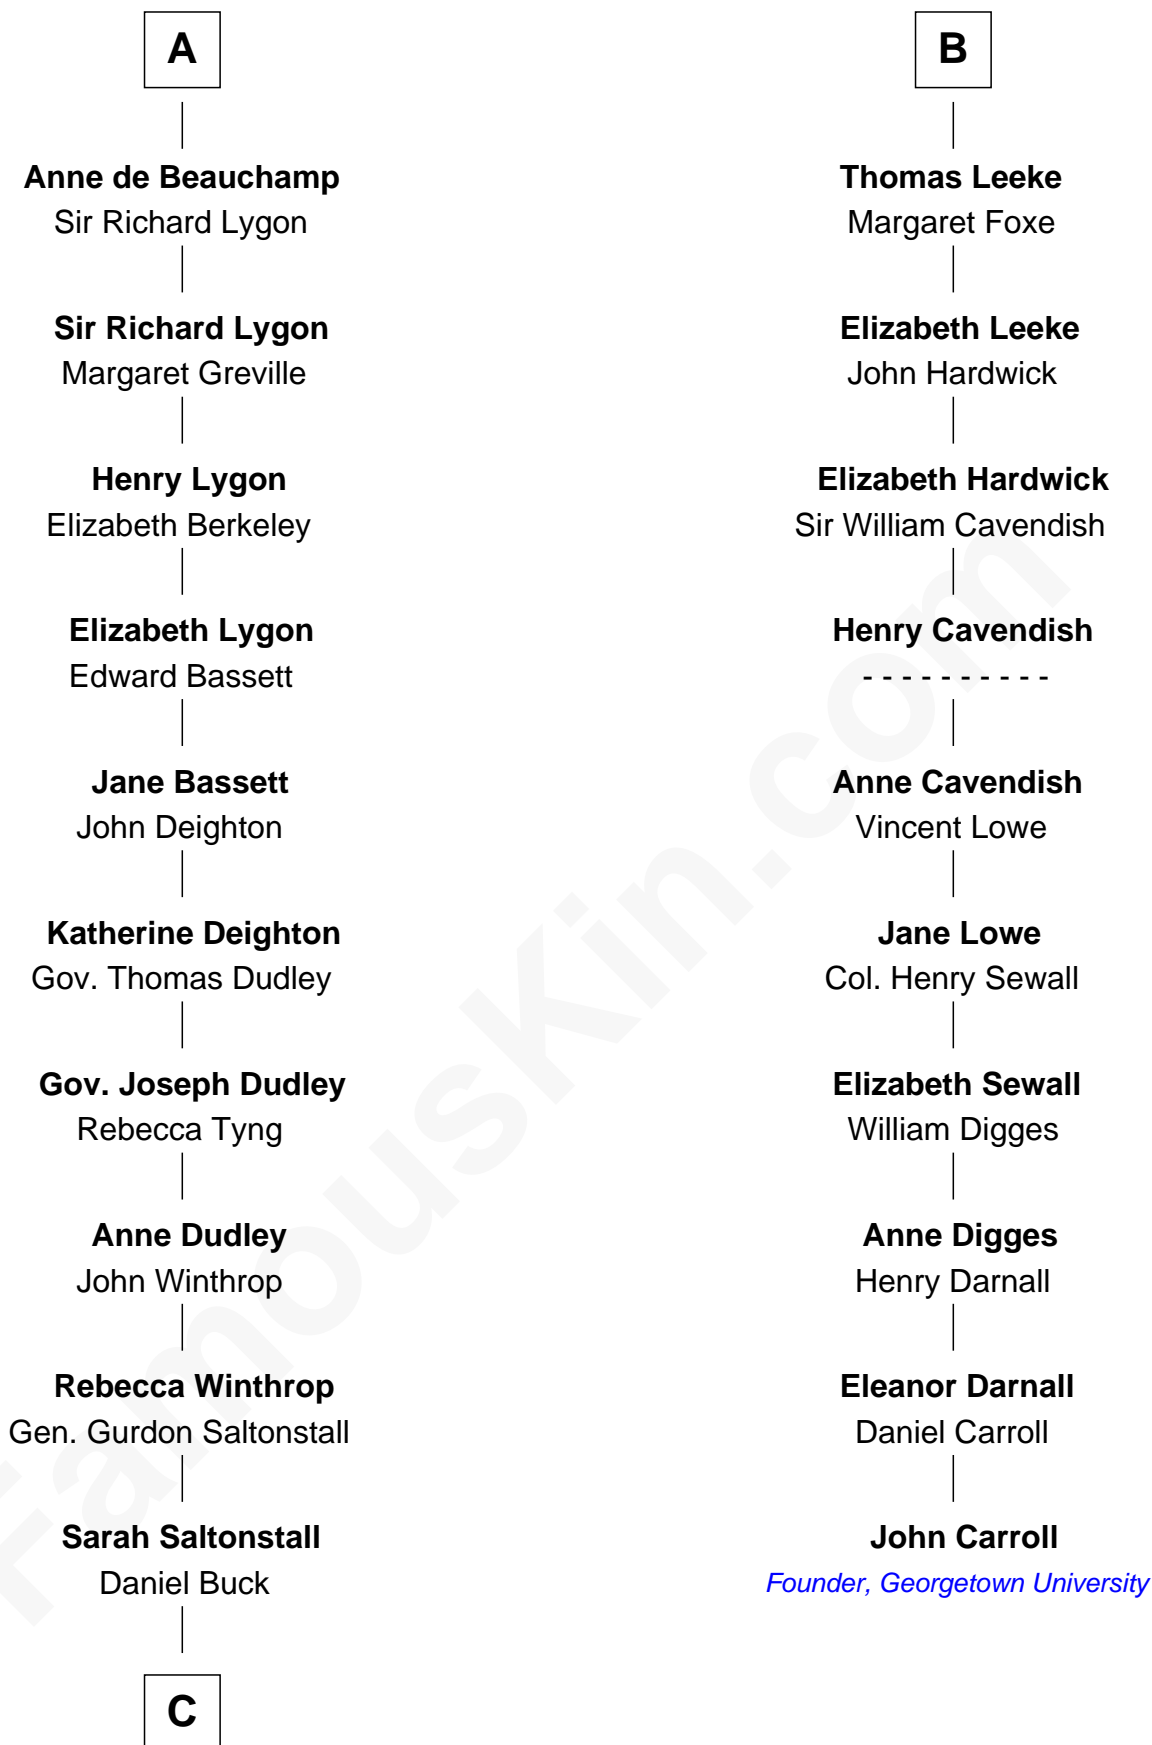 A
Anne de Beauchamp
Sir Richard Lygon
Sir Richard Lygon
Margaret Greville
Henry Lygon
Elizabeth Berkeley
Elizabeth Lygon
Edward Bassett
Jane Bassett
John Deighton
Katherine Deighton
Gov. Thomas Dudley
Gov. Joseph Dudley
Rebecca Tyng
Anne Dudley
John Winthrop
Rebecca Winthrop
Gen. Gurdon Saltonstall
Sarah Saltonstall
Daniel Buck
C
B
Thomas Leeke
Margaret Foxe
Elizabeth Leeke
John Hardwick
Elizabeth Hardwick
Sir William Cavendish
Henry Cavendish
- - - - - - - - - -
Anne Cavendish
Vincent Lowe
Jane Lowe
Col. Henry Sewall
Elizabeth Sewall
William Digges
Anne Digges
Henry Darnall
Eleanor Darnall
Daniel Carroll
John Carroll
Founder, Georgetown University
FamousKin.com